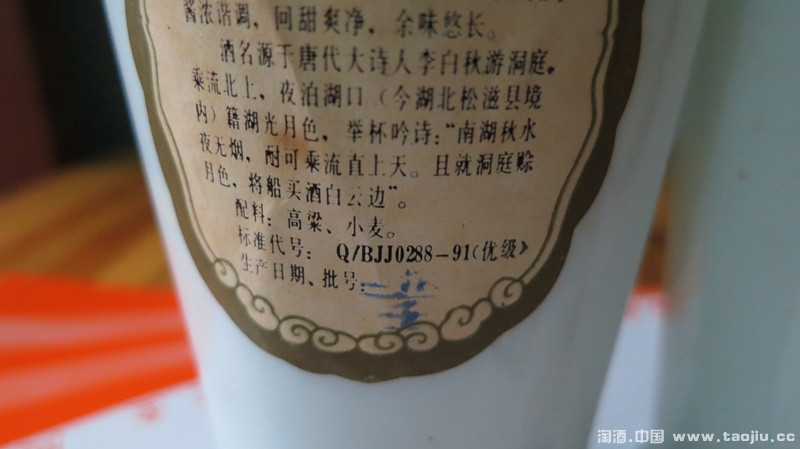 酱浓谐调，回甜爽净，余味悠长。
酒名源于唐代大诗人李白秋游洞庭。
乘流北上，夜泊湖口（今湖北松滋县境
内）籍湖光月色，举杯吟诗：“南湖秋水
夜无烟，耐可乘流直上天。且就洞庭赊
月色，将船买酒白云边”。
配料：高粱、小麦。
标准代号：Q/BJJ0288-91(优级》
生产日期、批号：
淘酒.中国 www.taojiu.cc